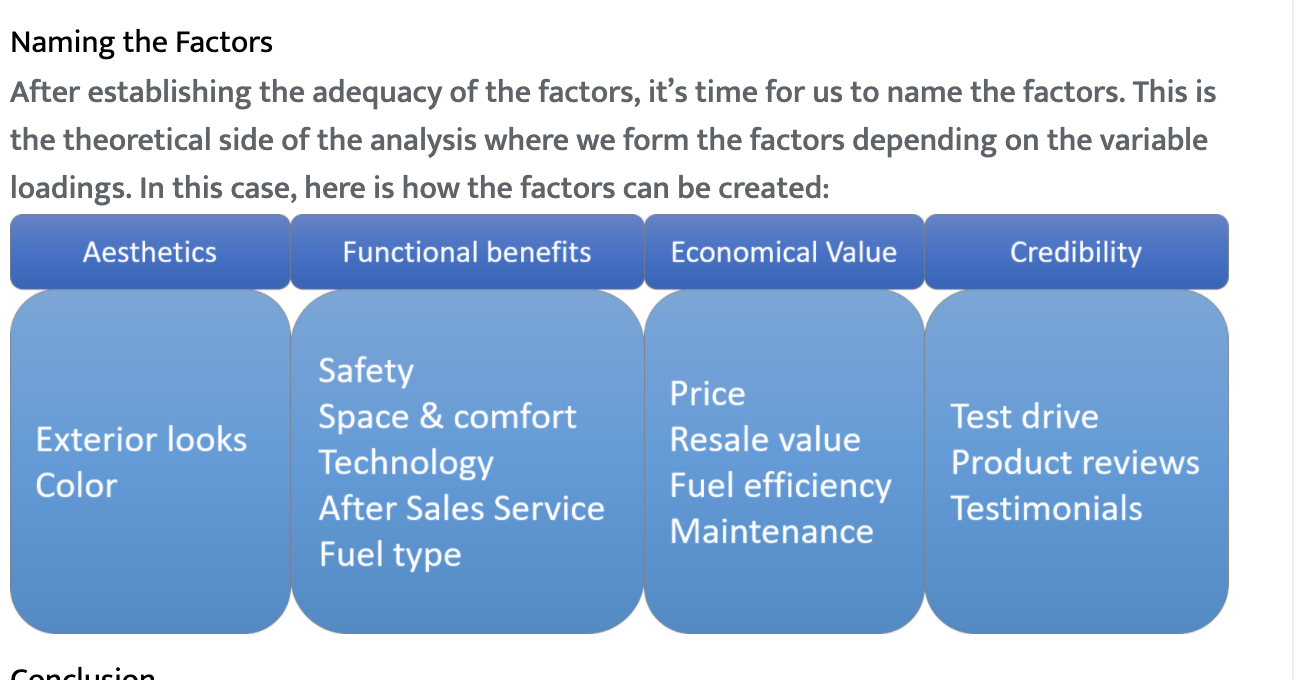 Naming the Factors
After establishing the adequacy of the factors, it’s time for us to name the factors. This is
the theoretical side of the analysis where we form the factors depending on the variable
loadings. In this case, here is how the factors can be created:
Aesthetics
Functional benefits
Economical Value
Credibility
Exterior looks
Color
Safety
Space & comfort
Technology
After Sales Service
Fuel type
Price
Resale value
Fuel efficiency
Maintenance
Test drive
Product reviews
Testimonials
Conclusion